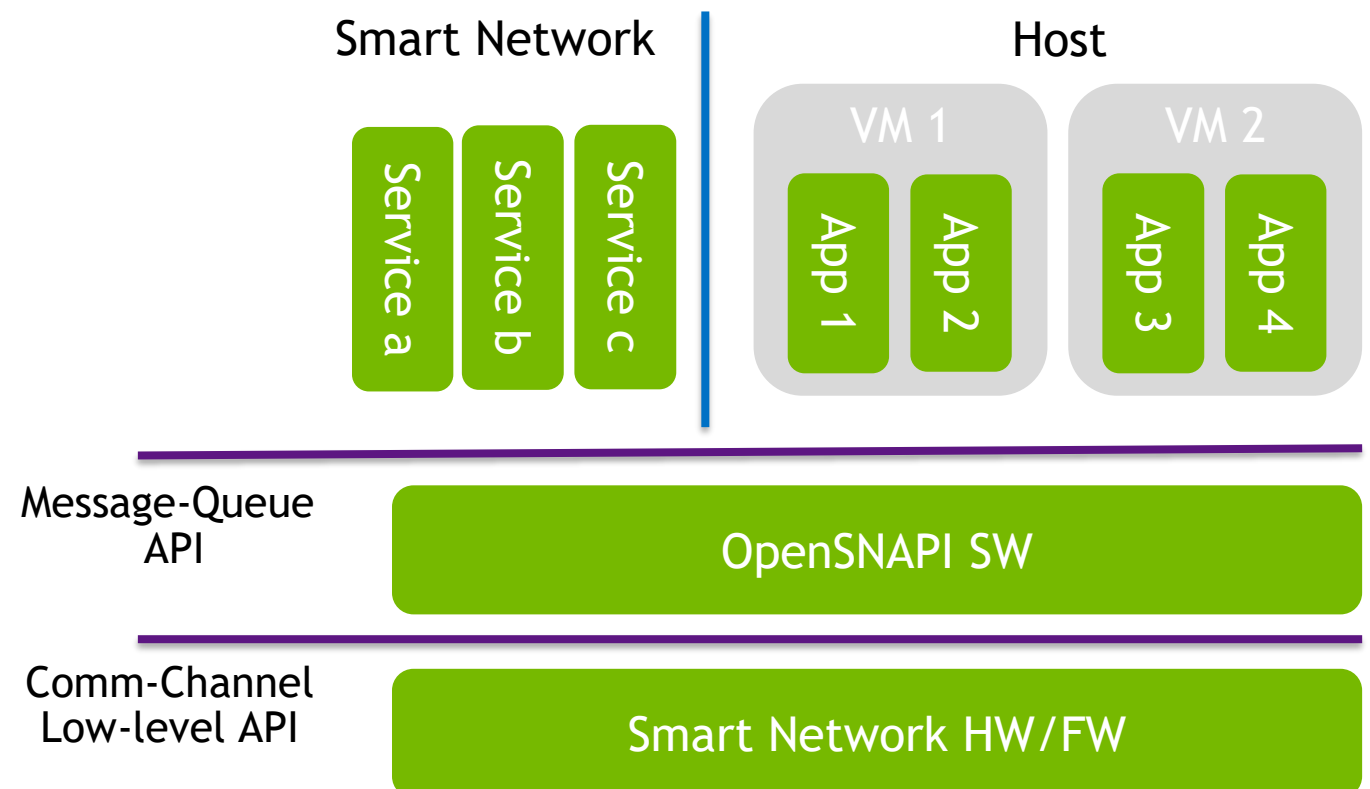 Smart Network
Host
Service a
Service b
Service c
VM 1
App 1
App 2
VM 2
App 3
App 4
Message-Queue
API
OpenSNAPI SW
Comm-Channel
Low-level API
Smart Network HW/FW